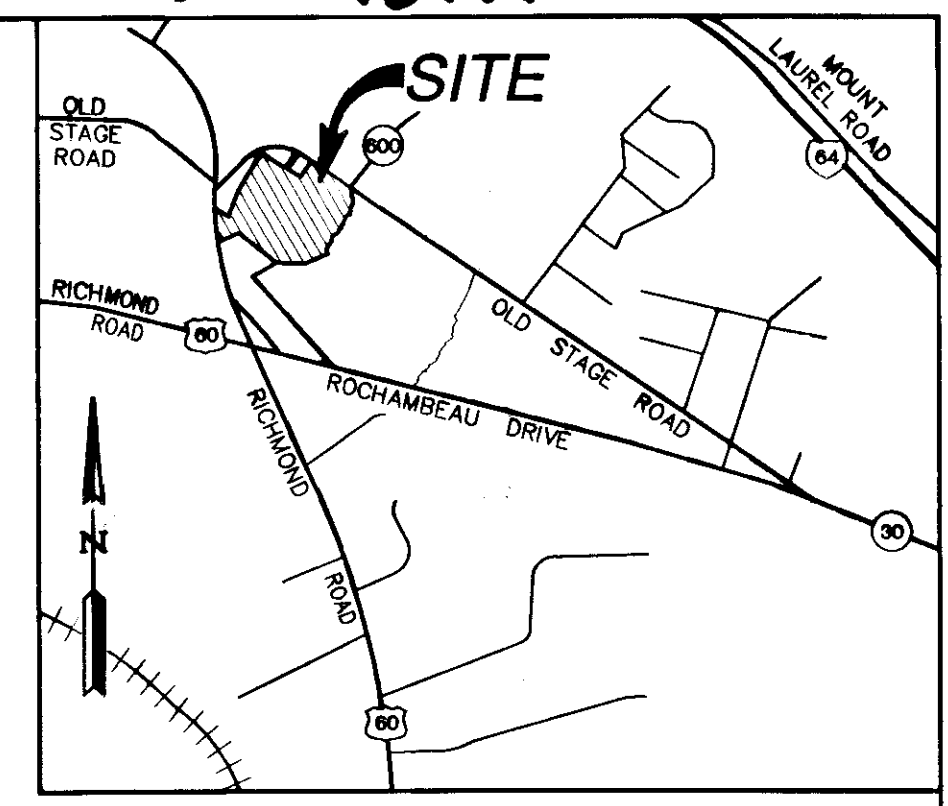 SITE
MOUNT
LAUREL ROAD
64
600
OLD
STAGE
ROAD
RICHMOND
ROAD
60
OLD STAGE ROAD
ROCHAMBEAU DRIVE
RICHMOND
ROAD
30
N
60